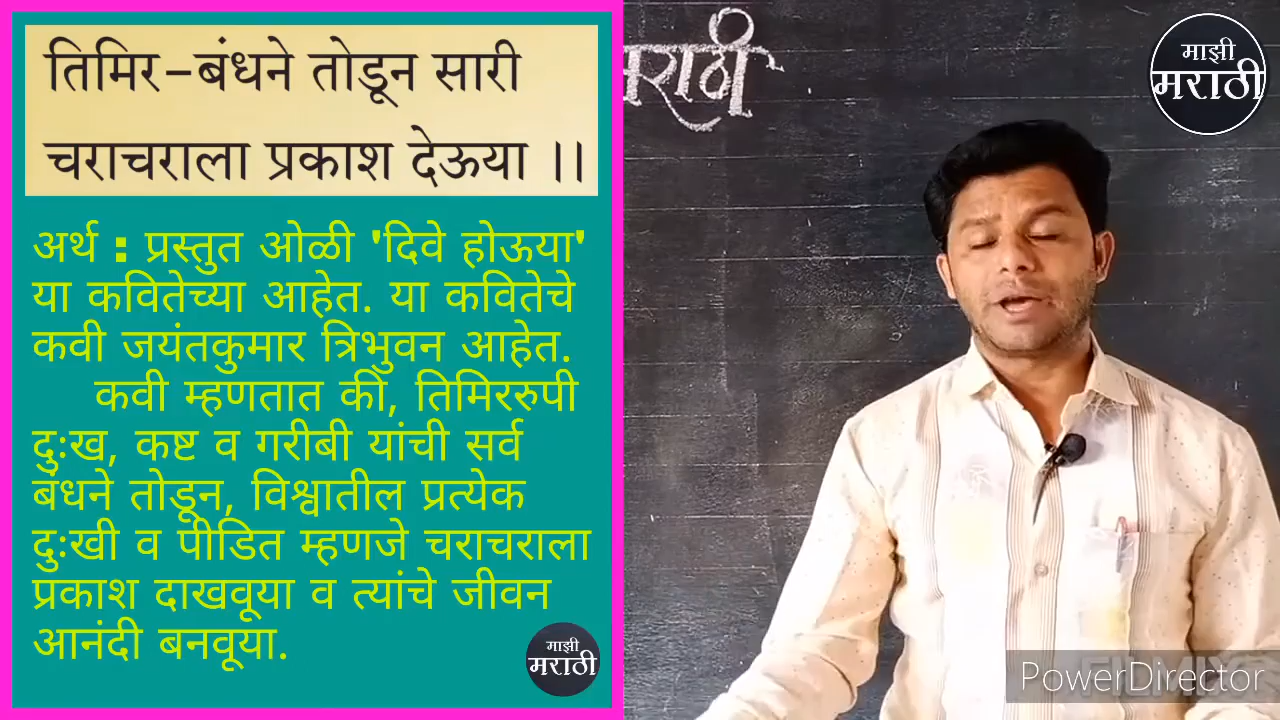 तिमिर–बंधने तोडून सारी
चराचराला प्रकाश देऊया ।।
अर्थ : प्रस्तुत ओळी 'दिवे होऊया'
या कवितेच्या आहेत. या कवितेचे
कवी जयंतकुमार त्रिभुवन आहेत.
कवी म्हणतात की, तिमिररुपी
दुःख, कष्ट व गरीबी यांची सर्व
बंधने तोडून, विश्वातील प्रत्येक
दुःखी व पीडित म्हणजे चराचराला
प्रकाश दाखवूया व त्यांचे जीवन
आनंदी बनवूया.
माझी
मराठी
मराठी
माझी
मराठी
PowerDirector